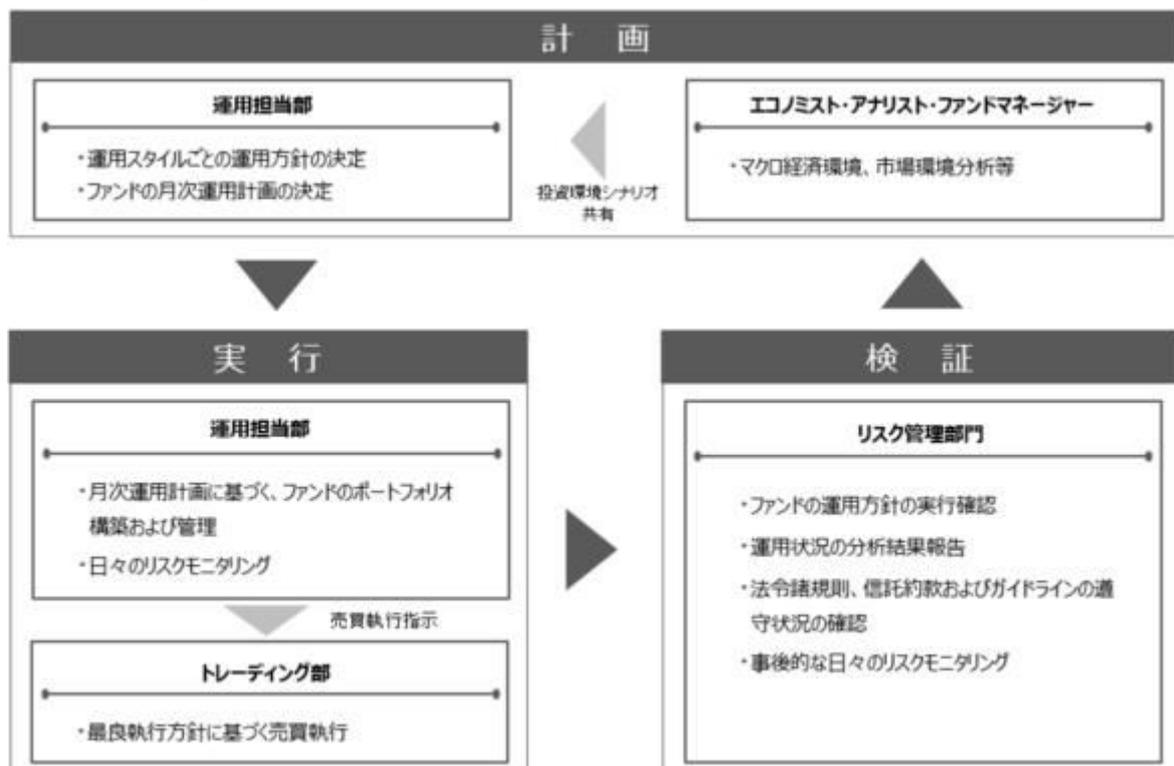 計 画
運用担当部
・運用スタイルごとの運用方針の決定
・ファンドの月次運用計画の決定
投資環境シナリオ
共有
エコノミスト・アナリスト・ファンドマネージャー
・マクロ経済環境、市場環境分析等
実 行
運用担当部
・月次運用計画に基づく、ファンドのポートフォリオ
構築および管理
・日々のリスクモニタリング
売買執行指示
トレーディング部
・最良執行方針に基づく売買執行
検 証
リスク管理部門
・ファンドの運用方針の実行確認
・運用状況の分析結果報告
・法令諸規則、信託約款およびガイドラインの遵
守状況の確認
・事後的な日々のリスクモニタリング